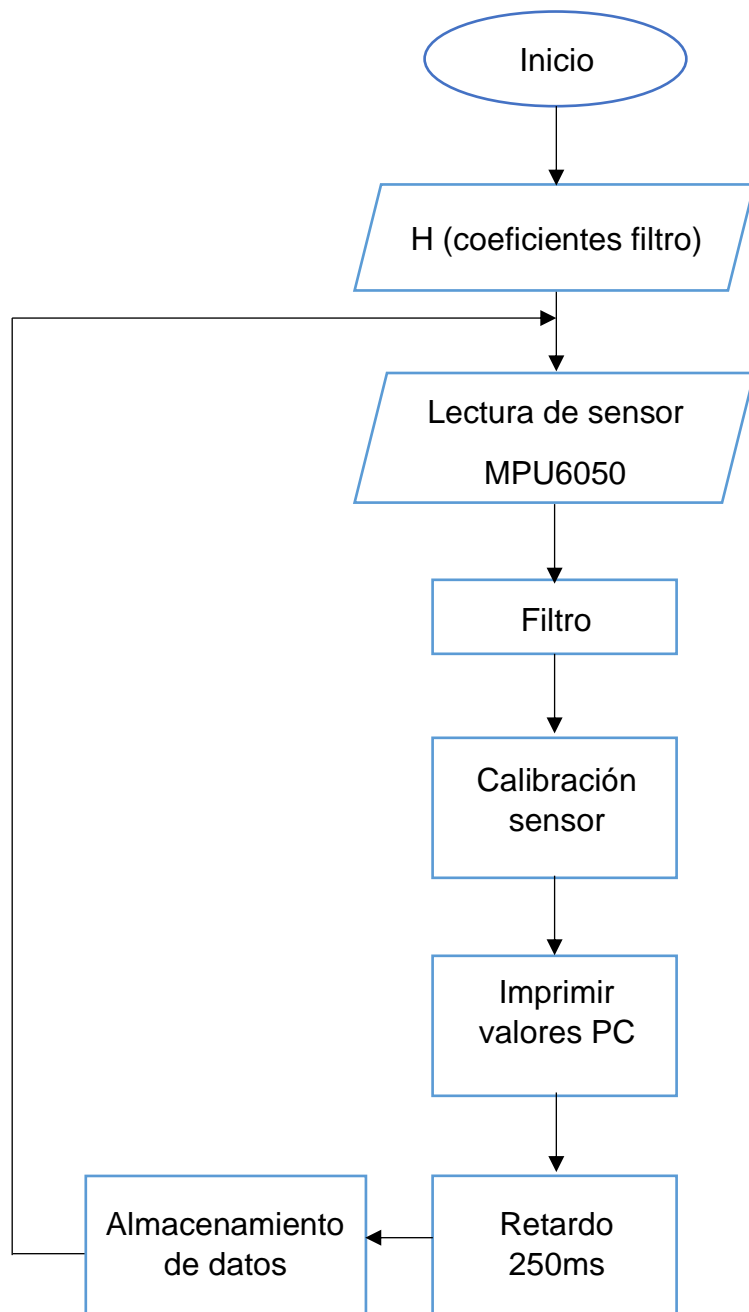 Inicio
H (coeficientes filtro)
Lectura de sensor
MPU6050
Filtro
Calibración
sensor
Imprimir
valores PC
Almacenamiento
de datos
Retardo
250ms